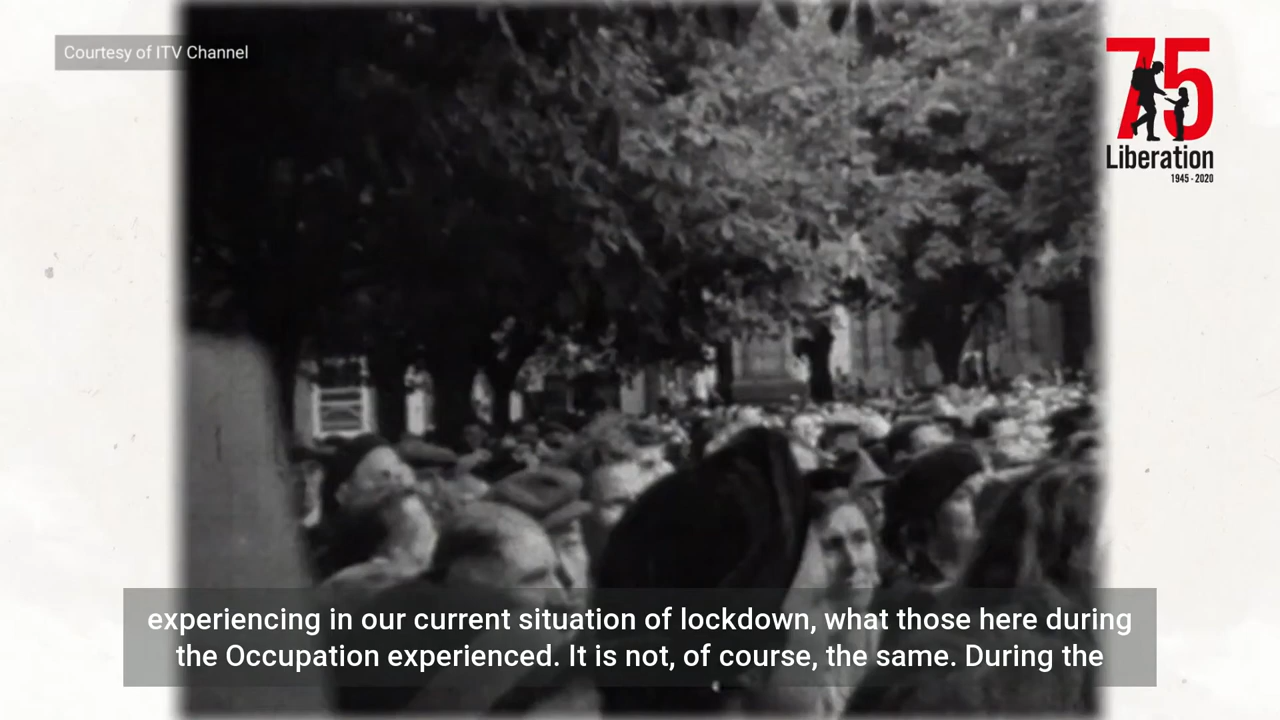 Courtesy of ITV Channel
75
Liberation
1945 - 2020
experiencing in our current situation of lockdown, what those here during
the Occupation experienced. It is not, of course, the same. During the